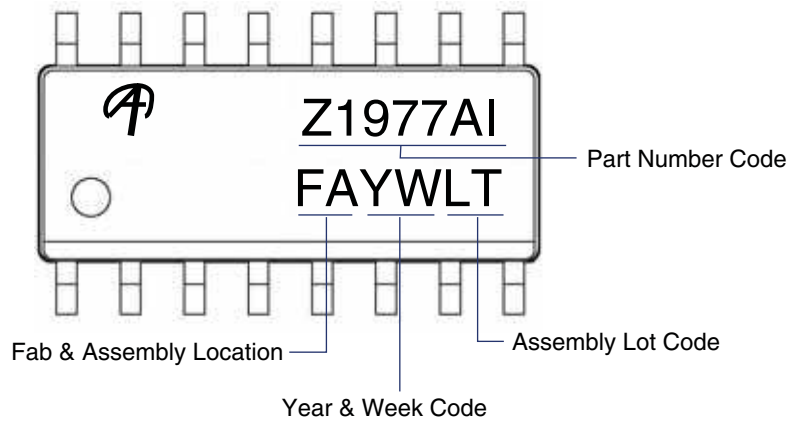 Z1977AI
Part Number Code
FAYWLT
Fab & Assembly Location
Assembly Lot Code
Year & Week Code